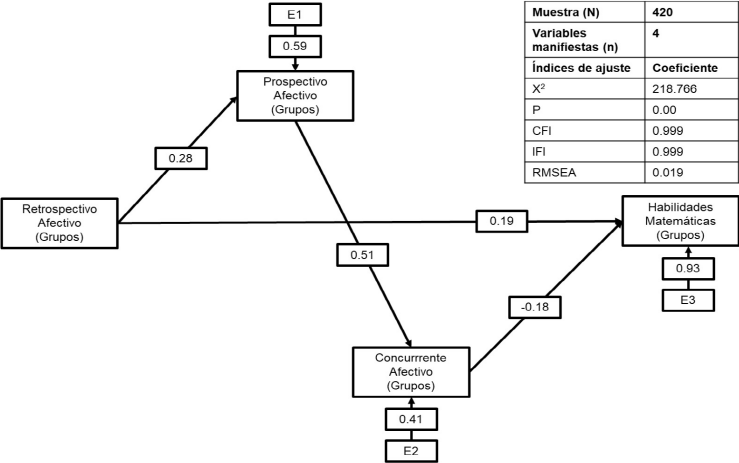 E1
0.59
Prospectivo
Afectivo
(Grupos)
0.28
Retrospectivo
Afectivo
(Grupos)
0.19
Habilidades
Matemáticas
(Grupos)
0.93
E3
0.51
-0.18
Concurrrente
Afectivo
(Grupos)
0.41
E2
Muestra (N) 420
Variables
manifiestas (n) 4
Índices de ajuste Coeficiente
X2 218.766
P 0.00
CFI 0.999
IFI 0.999
RMSEA 0.019